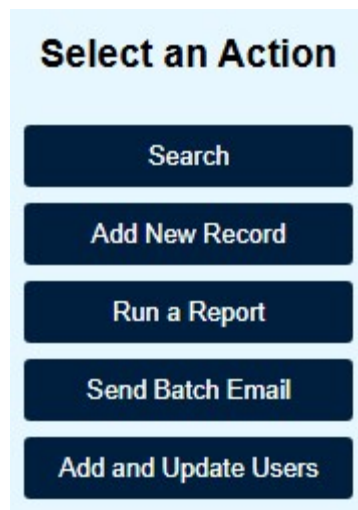 Select an Action
Search
Add New Record
Run a Report
Send Batch Email
Add and Update Users